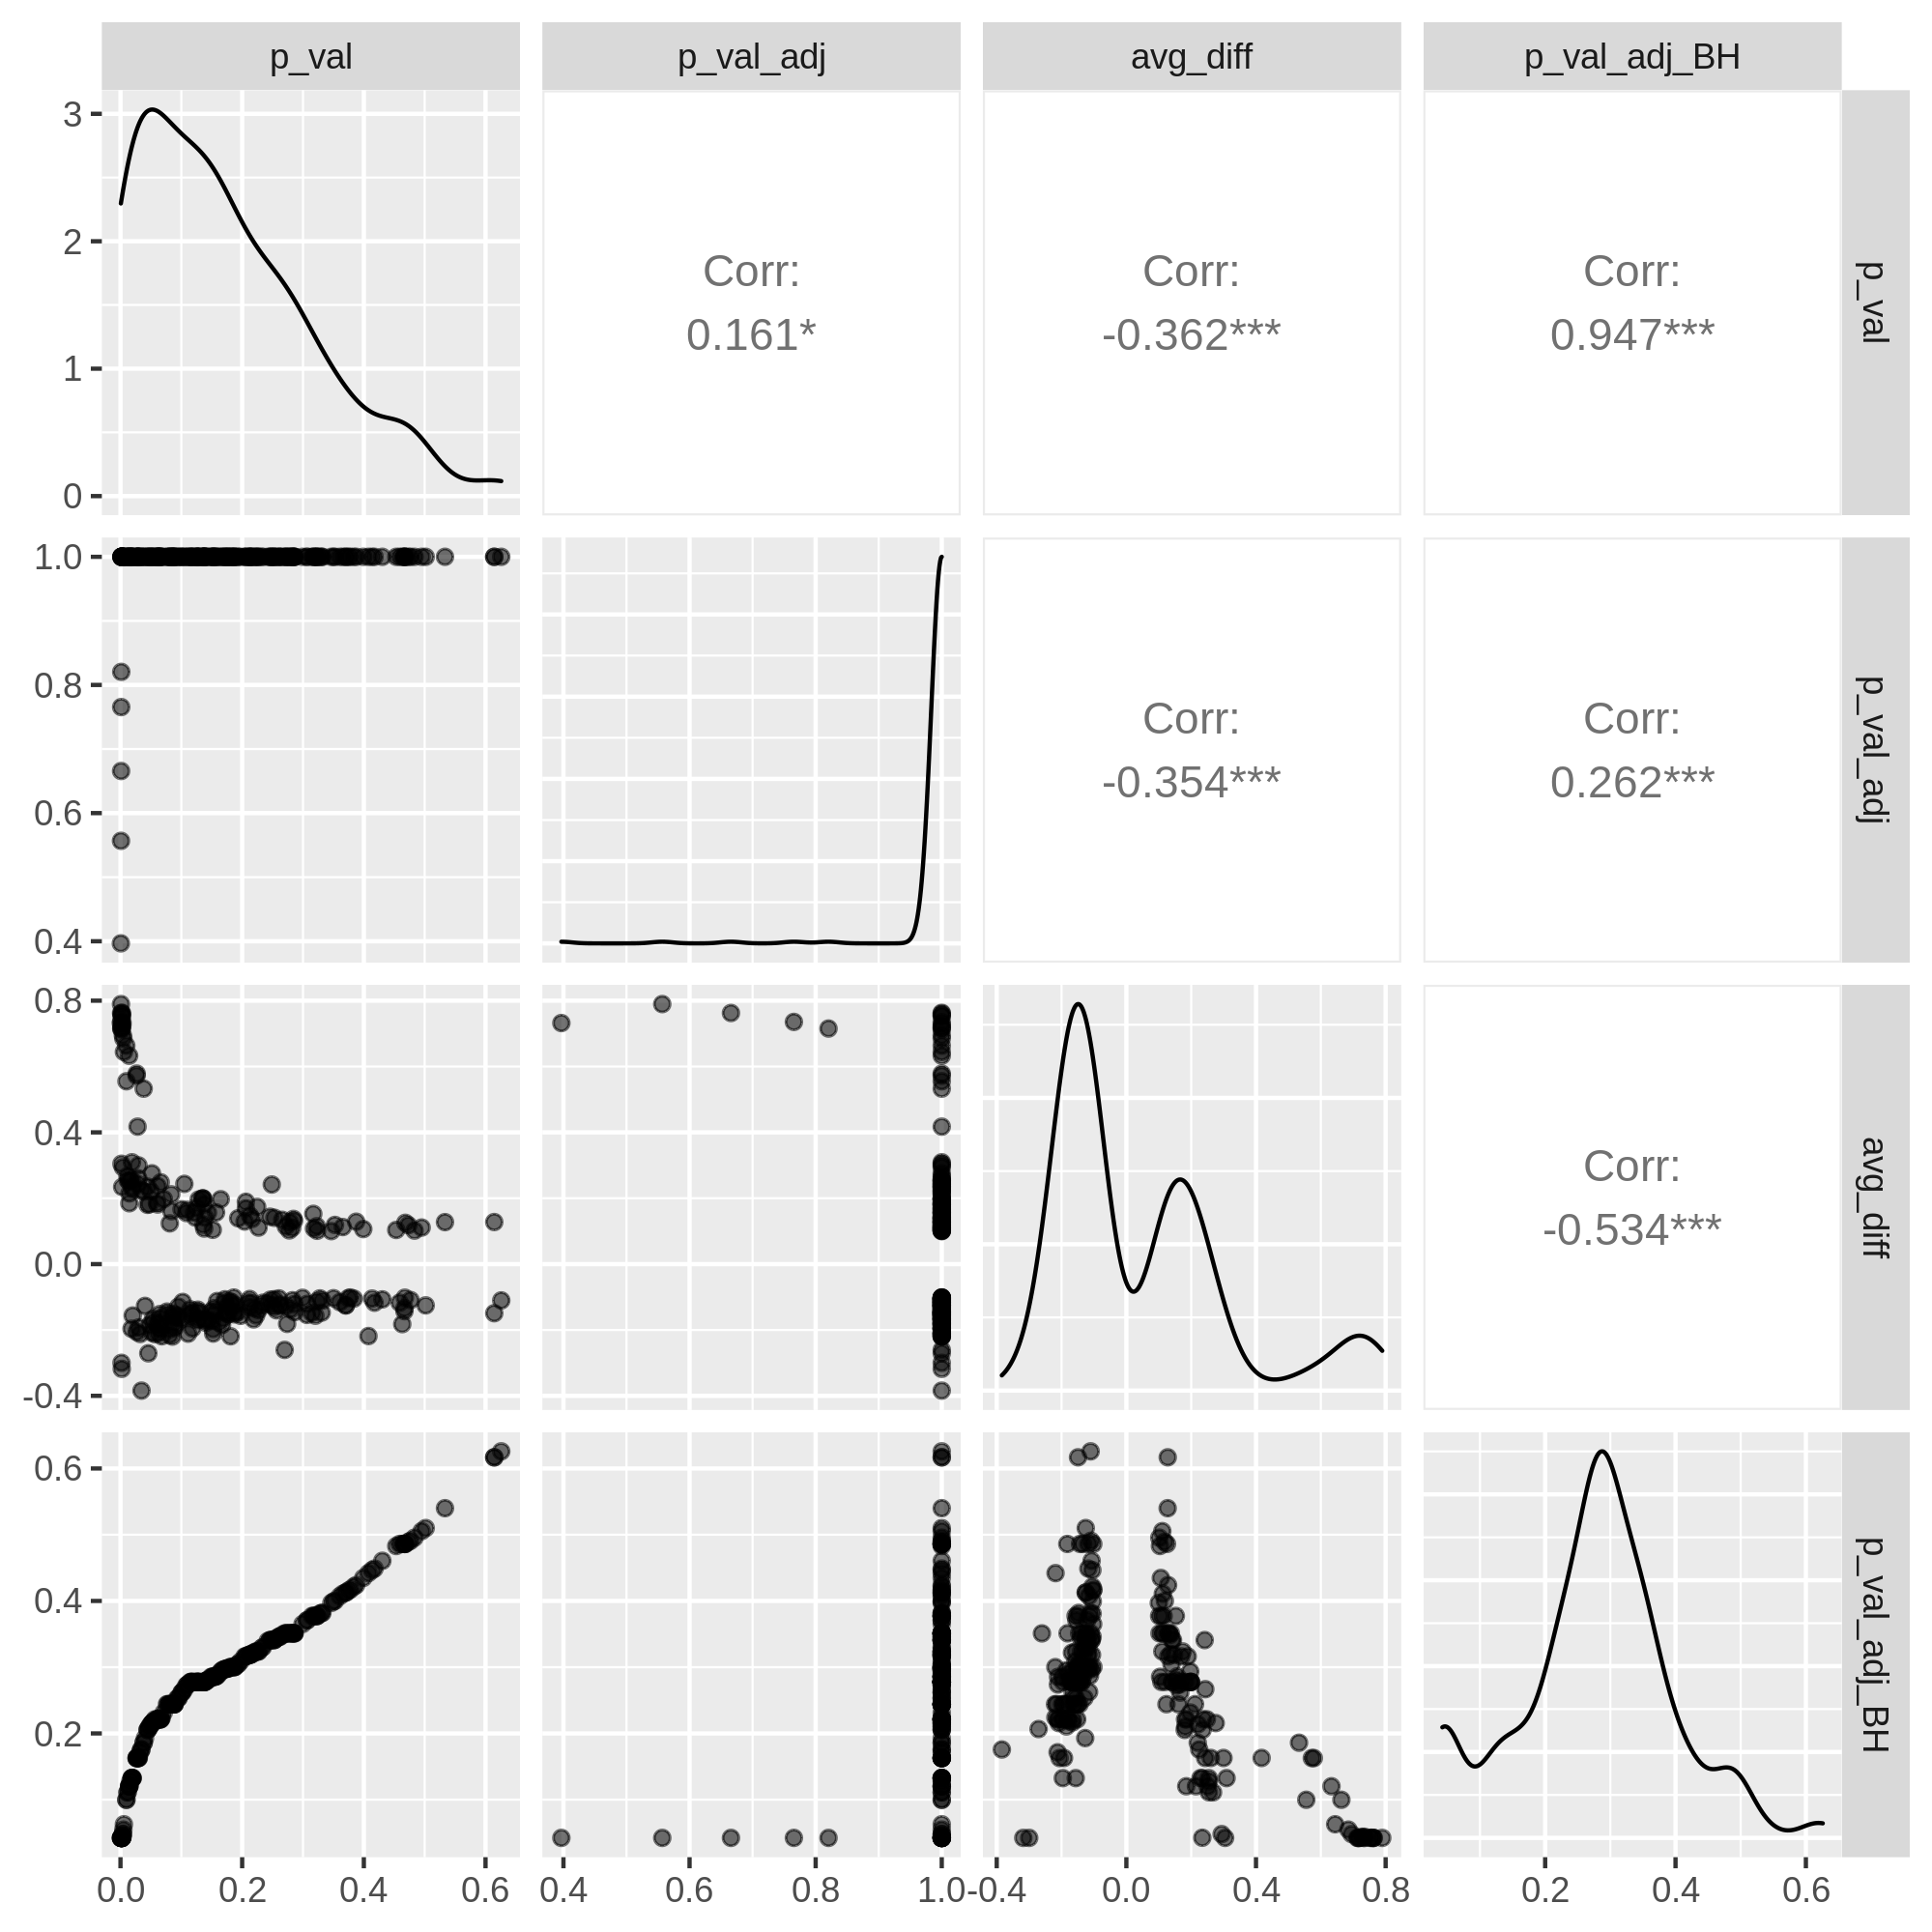 p_val p_val_adj avg_diff p_val_adj_BH
3
2
1
0
Corr:
0.161*
Corr:
-0.362***
Corr:
0.947***
p_val
1.0
0.8
0.6
0.4
Corr:
-0.354***
Corr:
0.262***
p_val_adj
0.8
0.4
0.0
-0.4
Corr:
-0.534***
avg_diff
0.6
0.4
0.2
p_val_adj_BH
0.0 0.2 0.4 0.6 0.4 0.6 0.8 1.0 -0.4 0.0 0.4 0.8 0.2 0.4 0.6